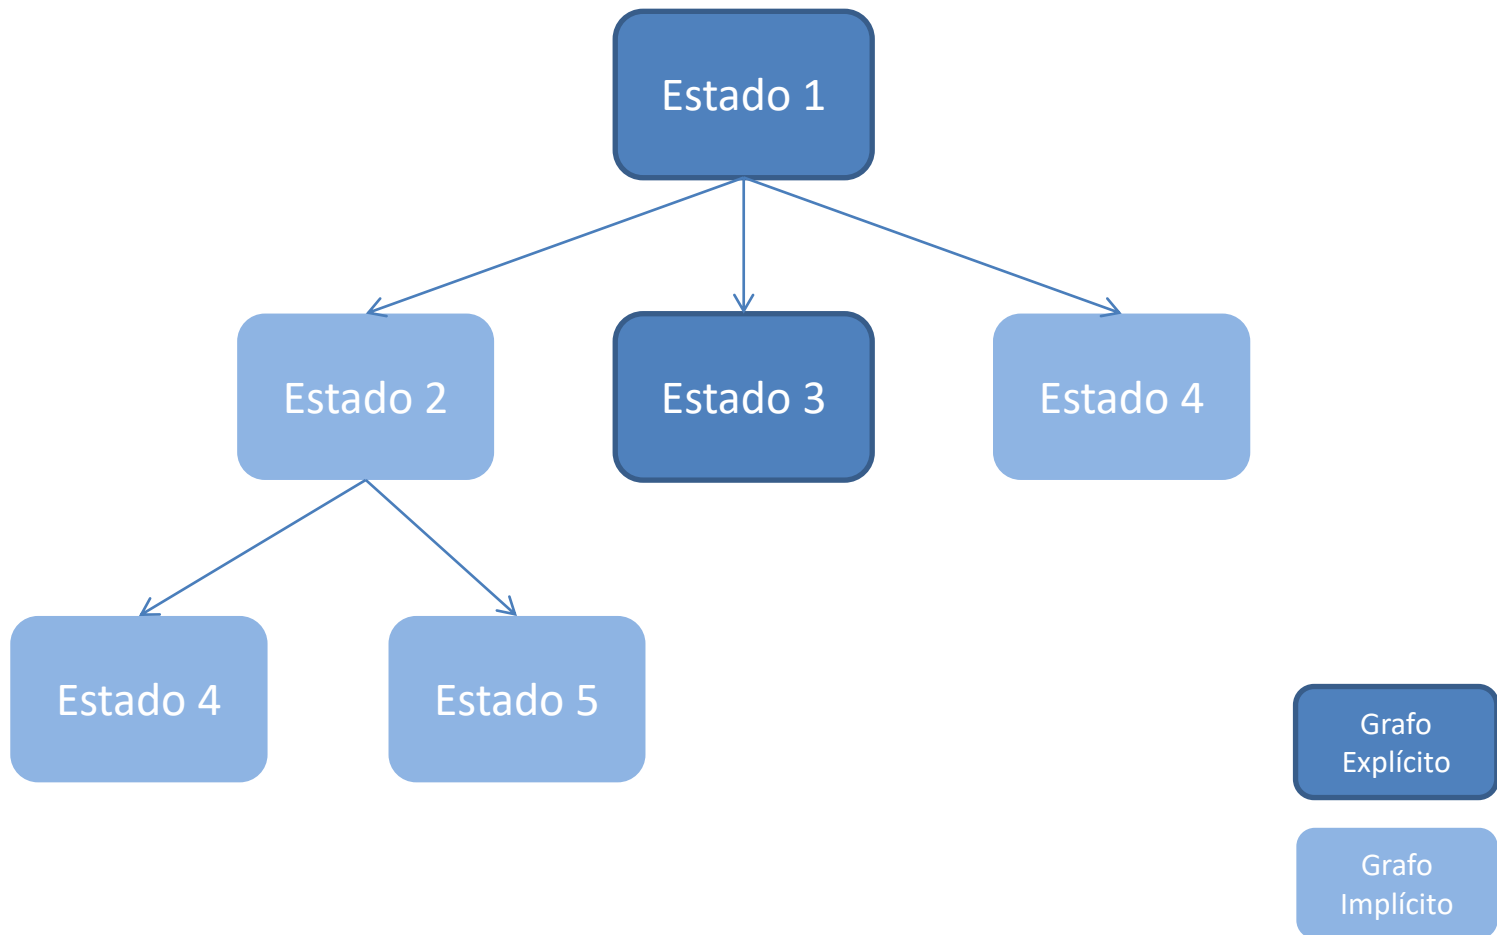 Estado 1
Estado 2
Estado 3
Estado 4
Estado 4
Estado 5
Grafo
Explícito
Grafo
Implícito